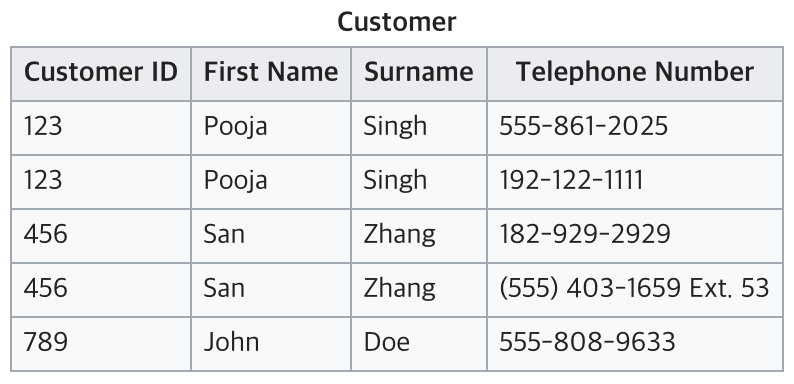 Customer
Customer ID First Name Surname Telephone Number
123 Pooja Singh 555-861-2025
123 Pooja Singh 192-122-1111
456 San Zhang 182-929-2929
456 San Zhang (555) 403-1659 Ext. 53
789 John Doe 555-808-9633